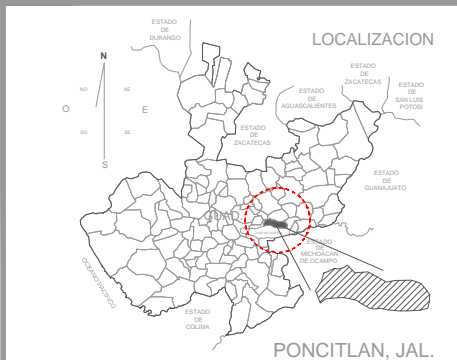 ESTADO
DE
DURANGO
LOCALIZACION
N
NO
NE
O
E
SO
SE
S
ESTADO
DE
ZACATECAS
ESTADO
DE
AGUASCALIENTES
ESTADO
DE
SAN LUIS
POTOSI
ESTADO
DE
ZACATECAS
ESTADO
DE
GUANAJUATO
GUAD
ESTADO
DE
MICHOACAN
DE OCAMPO
OCEANO PACIFICO
ESTADO
DE
COLIMA
PONCITLAN, JAL.